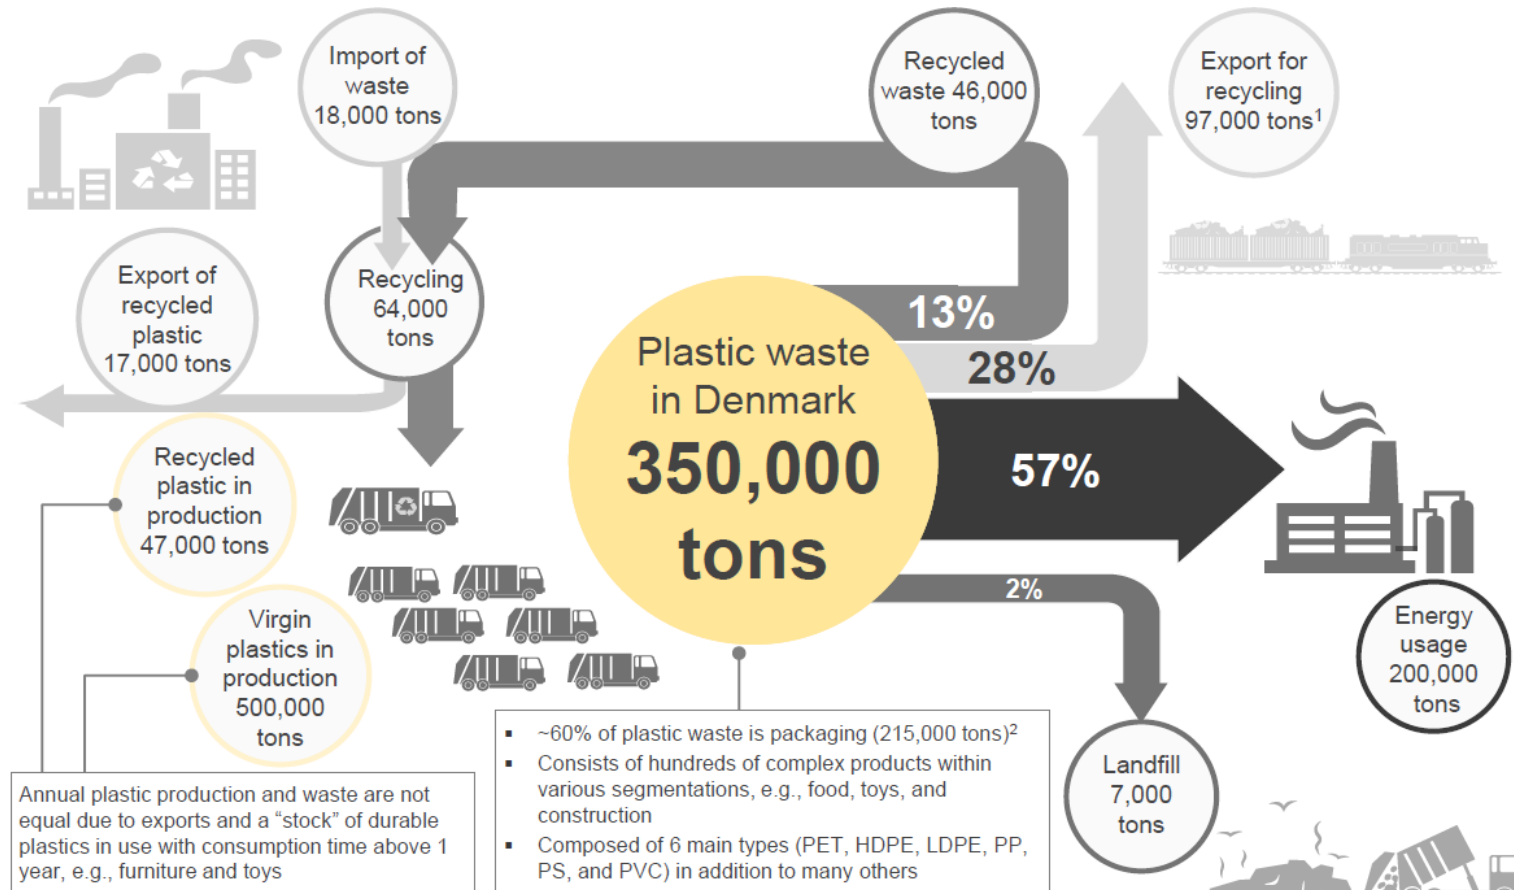 Import of
waste
18,000 tons
Recycled
waste 46,000
tons
Export for
recycling
97,000 tons¹
Export of
recycled
plastic
17,000 tons
Recycling
64,000
tons
13%
28%
Plastic waste
in Denmark
350,000
tons
57%
Recycled
plastic in
production
47,000 tons
2%
Energy
usage
200,000
tons
Virgin
plastics in
production
500,000
tons
Landfill
7,000
tons
Annual plastic production and waste are not
equal due to exports and a “stock” of durable
plastics in use with consumption time above 1
year, e.g., furniture and toys
▪ ~60% of plastic waste is packaging (215,000 tons)²
▪ Consists of hundreds of complex products within
various segmentations, e.g., food, toys, and
construction
▪ Composed of 6 main types (PET, HDPE, LDPE, PP,
PS, and PVC) in addition to many others